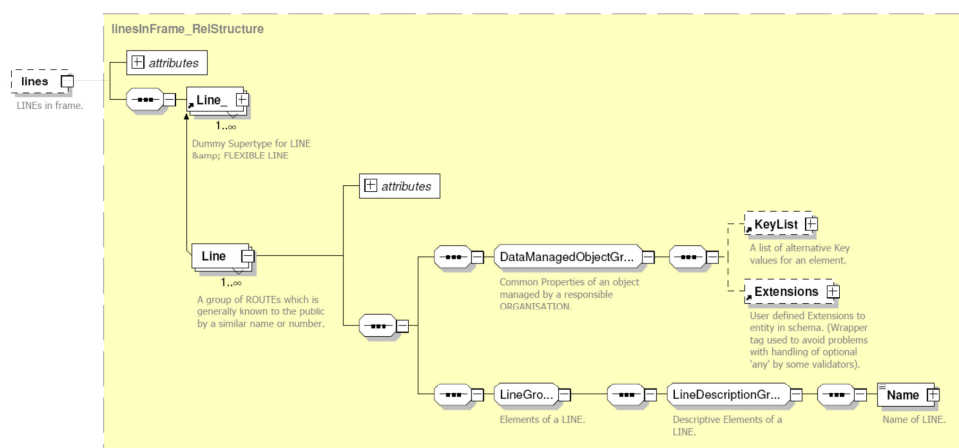 linesInFrame_RelStructure
attributes
lines
LINEs in frame.
Line_
1..∞
Dummy Supertype for LINE
&amp; FLEXIBLE LINE
attributes
Line
1..∞
A group of ROUTEs which is
generally known to the public
by a similar name or number.
DataManagedObjectGr...
Common Properties of an object
managed by a responsible
ORGANISATION.
KeyList
A list of alternative Key
values for an element.
Extensions
User defined Extensions to
entity in schema. (Wrapper
tag used to avoid problems
with handling of optional
'any' by some validators).
LineGro...
Elements of a LINE.
LineDescriptionGr...
Descriptive Elements of a
LINE.
Name
Name of LINE.